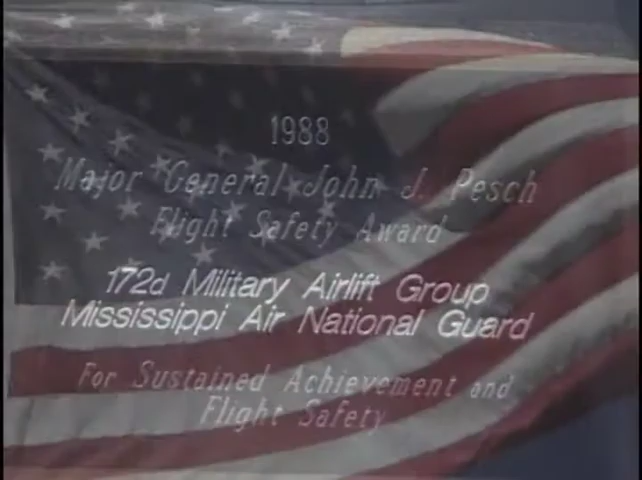 1988
Major General John J. Pesch
Flight Safety Award
172d Military Airlift Group
Mississippi Air National Guard
For Sustained Achievement and
Flight Safety